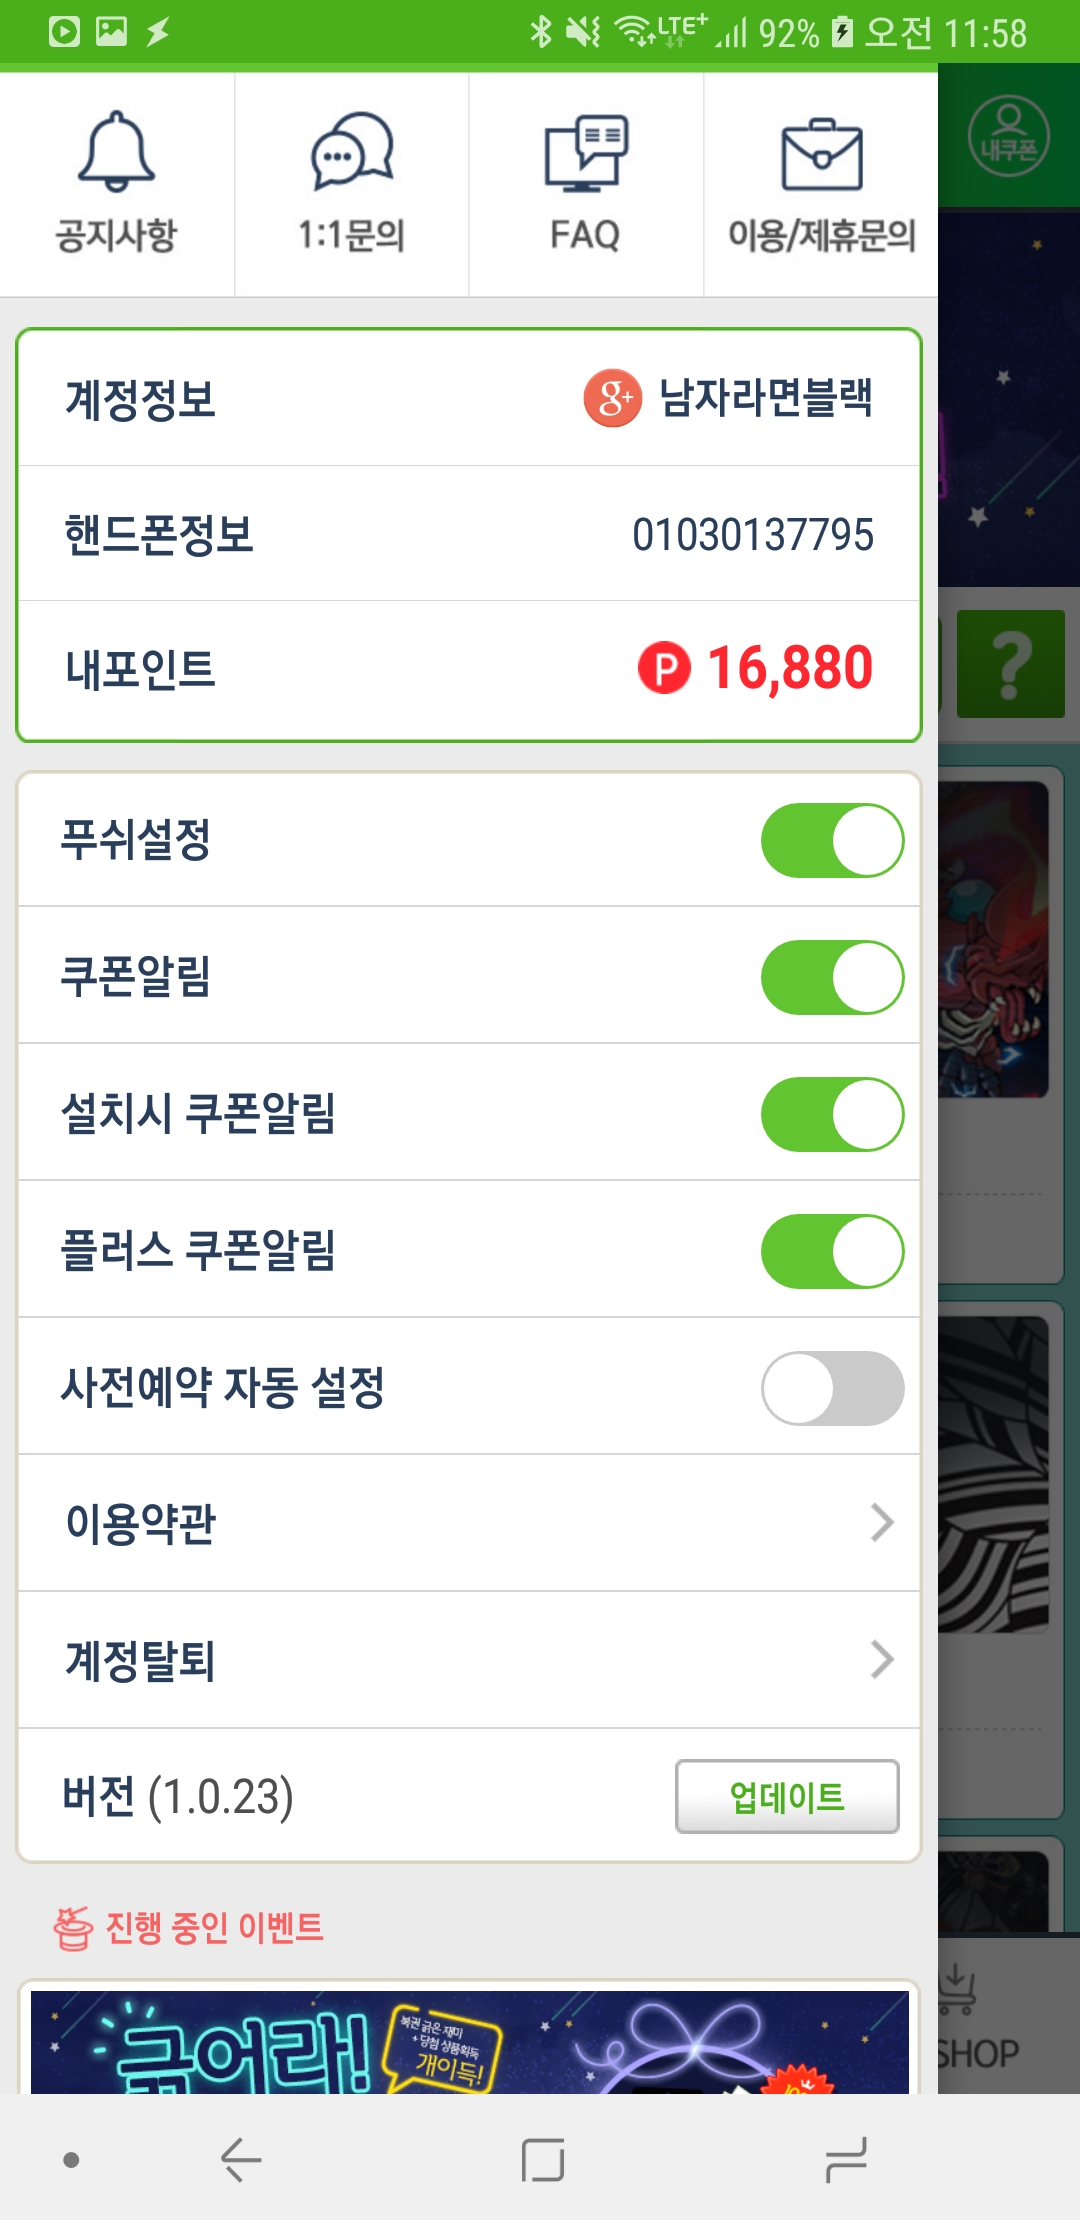 LTE+ 92% 오전 11:58
공지사항
1:1문의
FAQ
이용/제휴문의
내쿠폰
계정정보
g+ 남자라면블랙
핸드폰정보
01030137795
내포인트
P 16,880
?
푸쉬설정
쿠폰알림
설치시 쿠폰알림
플러스 쿠폰알림
사전예약 자동 설정
이용약관
계정탈퇴
버전 (1.0.23)
업데이트
진행 중인 이벤트
긁어라!
복권 긁은 재미
+당첨 상품획득
개이득!
SHOP